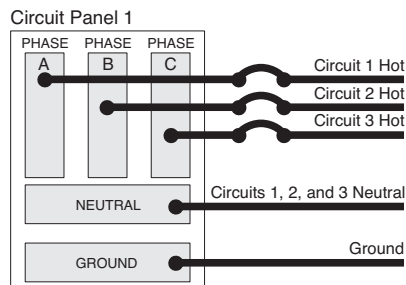 Circuit Panel 1
PHASE PHASE PHASE
A B C
Circuit 1 Hot
Circuit 2 Hot
Circuit 3 Hot
NEUTRAL
Circuits 1, 2, and 3 Neutral
GROUND
Ground